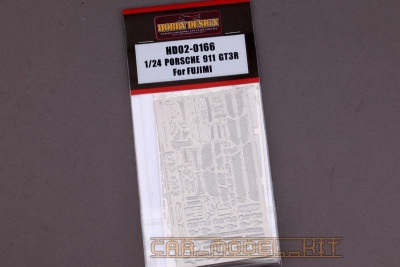 HOBBY DESIGN
HD02-0166
1/24 PORSCHE 911 GT3R
For FUJIMI
CAR_MODEL_KIT